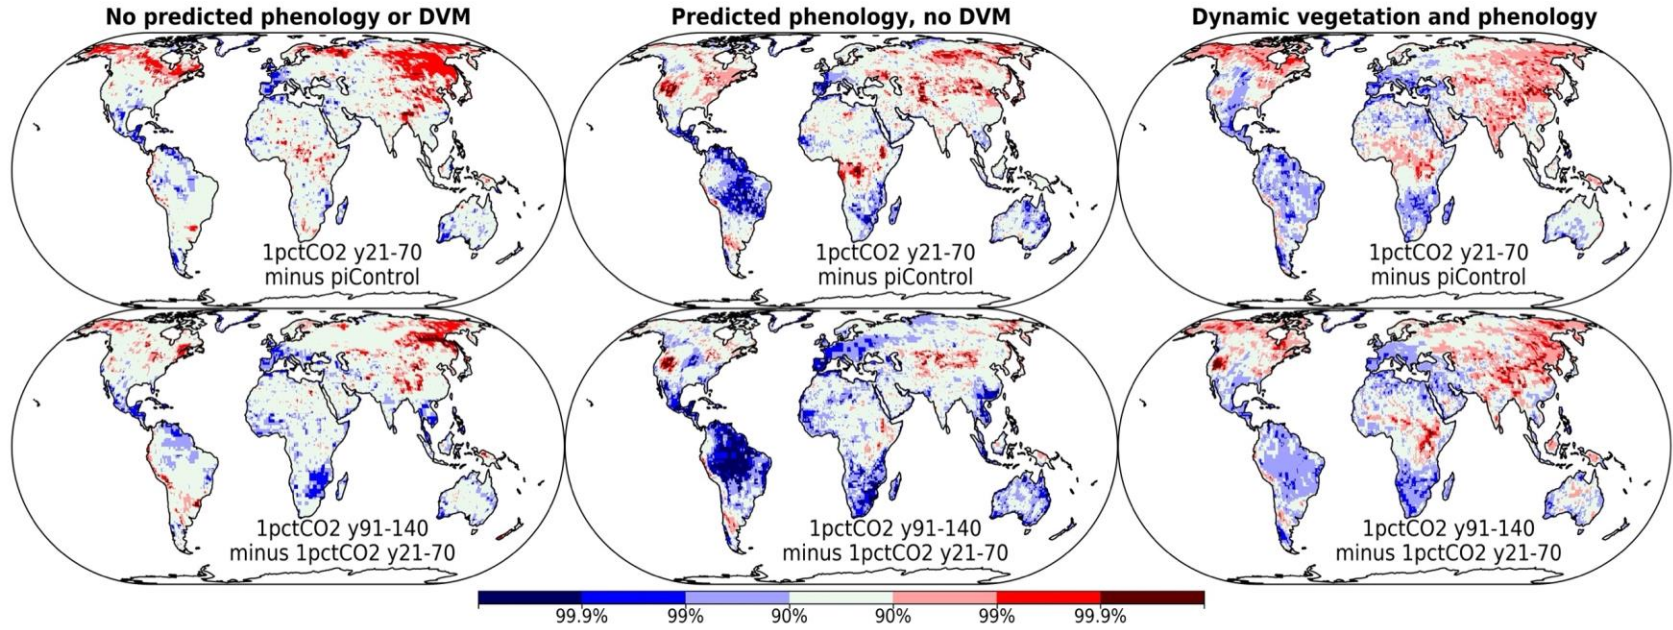 No predicted phenology or DVM
Predicted phenology, no DVM
Dynamic vegetation and phenology
1pctCO2 y21-70
minus piControl
1pctCO2 y21-70
minus piControl
1pctCO2 y21-70
minus piControl
1pctCO2 y91-140
minus 1pctCO2 y21-70
1pctCO2 y91-140
minus 1pctCO2 y21-70
1pctCO2 y91-140
minus 1pctCO2 y21-70
99.9% 99% 90% 90% 99% 99.9%